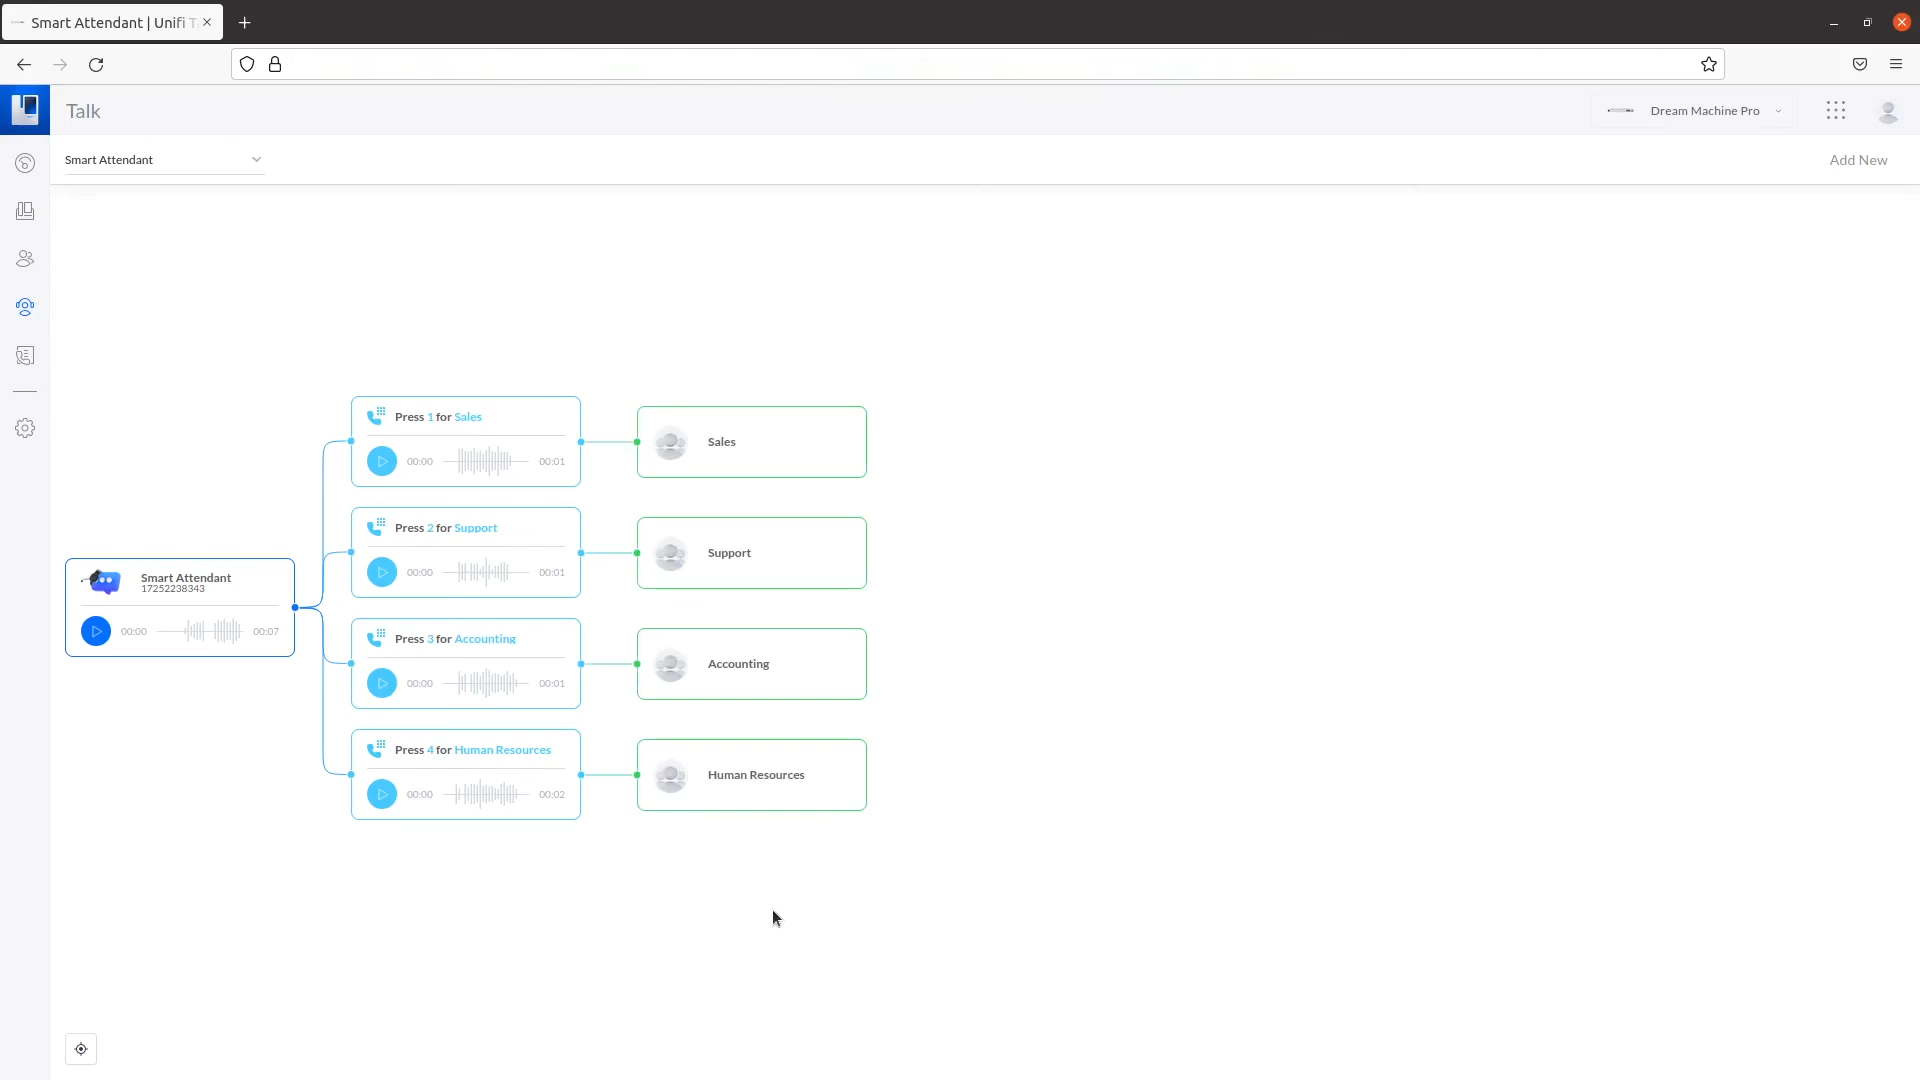 Smart Attendant | Unifi T
Talk
Dream Machine Pro
Smart Attendant
Add New
Press 1 for Sales
00:00
00:01
Sales
Press 2 for Support
00:00
00:01
Support
Smart Attendant
17252238343
00:00
00:07
Press 3 for Accounting
00:00
00:01
Accounting
Press 4 for Human Resources
00:00
00:02
Human Resources